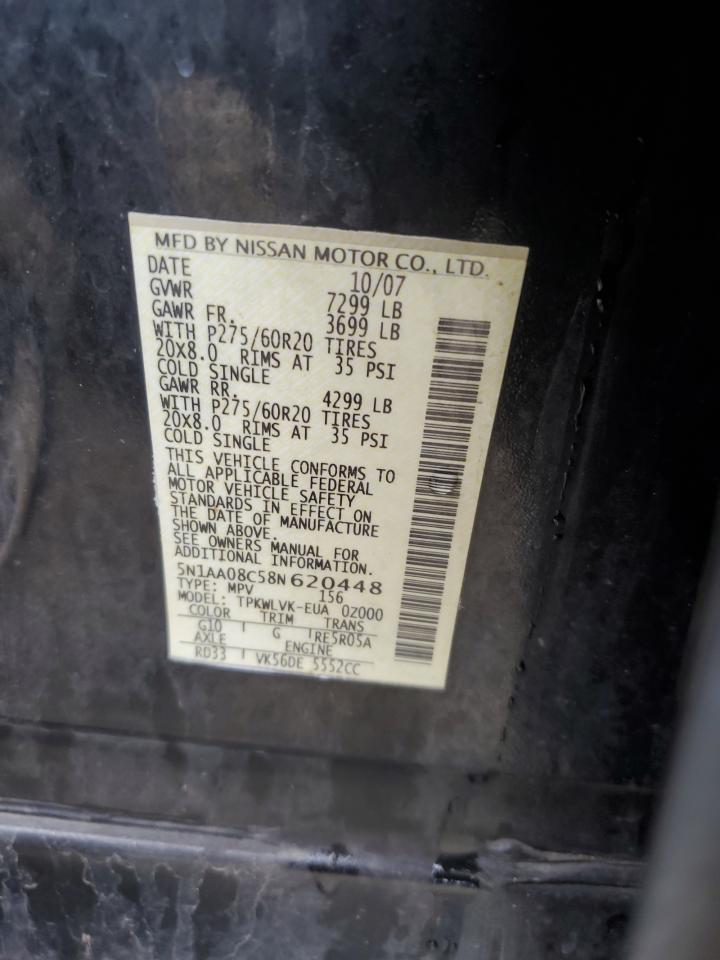 MFD BY NISSAN MOTOR CO., LTD.
DATE 10/07
GVWR 7299 LB
GAWR FR. 3699 LB
WITH P275/60R20 TIRES
20X8.0 RIMS AT 35 PSI
COLD SINGLE
GAWR RR. 4299 LB
WITH P275/60R20 TIRES
20X8.0 RIMS AT 35 PSI
COLD SINGLE
THIS VEHICLE CONFORMS TO
ALL APPLICABLE FEDERAL
MOTOR VEHICLE SAFETY
STANDARDS IN EFFECT ON
THE DATE OF MANUFACTURE
SHOWN ABOVE.
SEE OWNERS MANUAL FOR
ADDITIONAL INFORMATION.
5N1AA08C58N620448
TYPE: MPV 156
MODEL: TPKWLVK-EUA 0Z000
COLOR TRIM TRANS
G10 G RE5R05A
AXLE ENGINE
RD33 VK56DE 5552CC